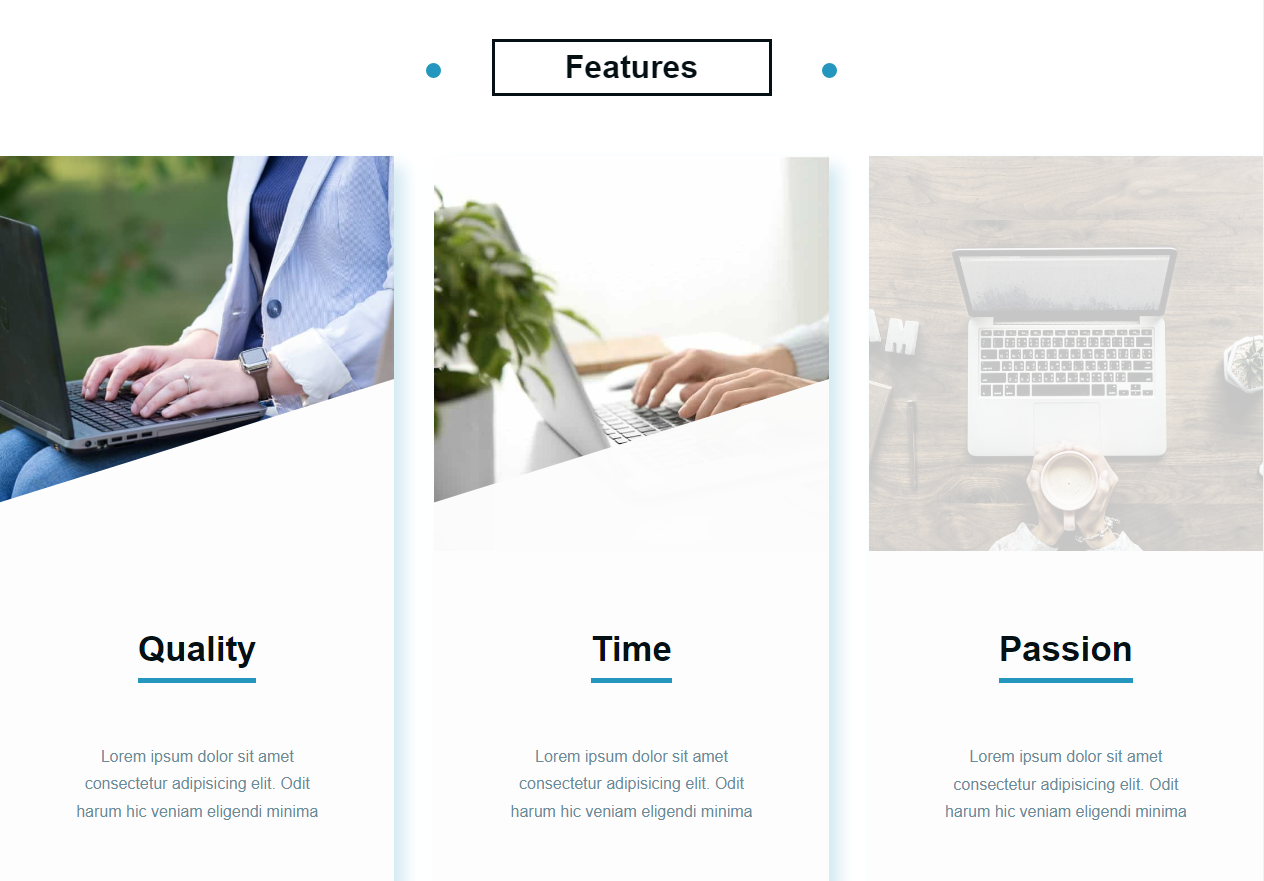 Features
AM
Quality
Time
Passion
Lorem ipsum dolor sit amet
consectetur adipisicing elit. Odit
harum hic veniam eligendi minima
Lorem ipsum dolor sit amet
consectetur adipisicing elit. Odit
harum hic veniam eligendi minima
Lorem ipsum dolor sit amet
consectetur adipisicing elit. Odit
harum hic veniam eligendi minima